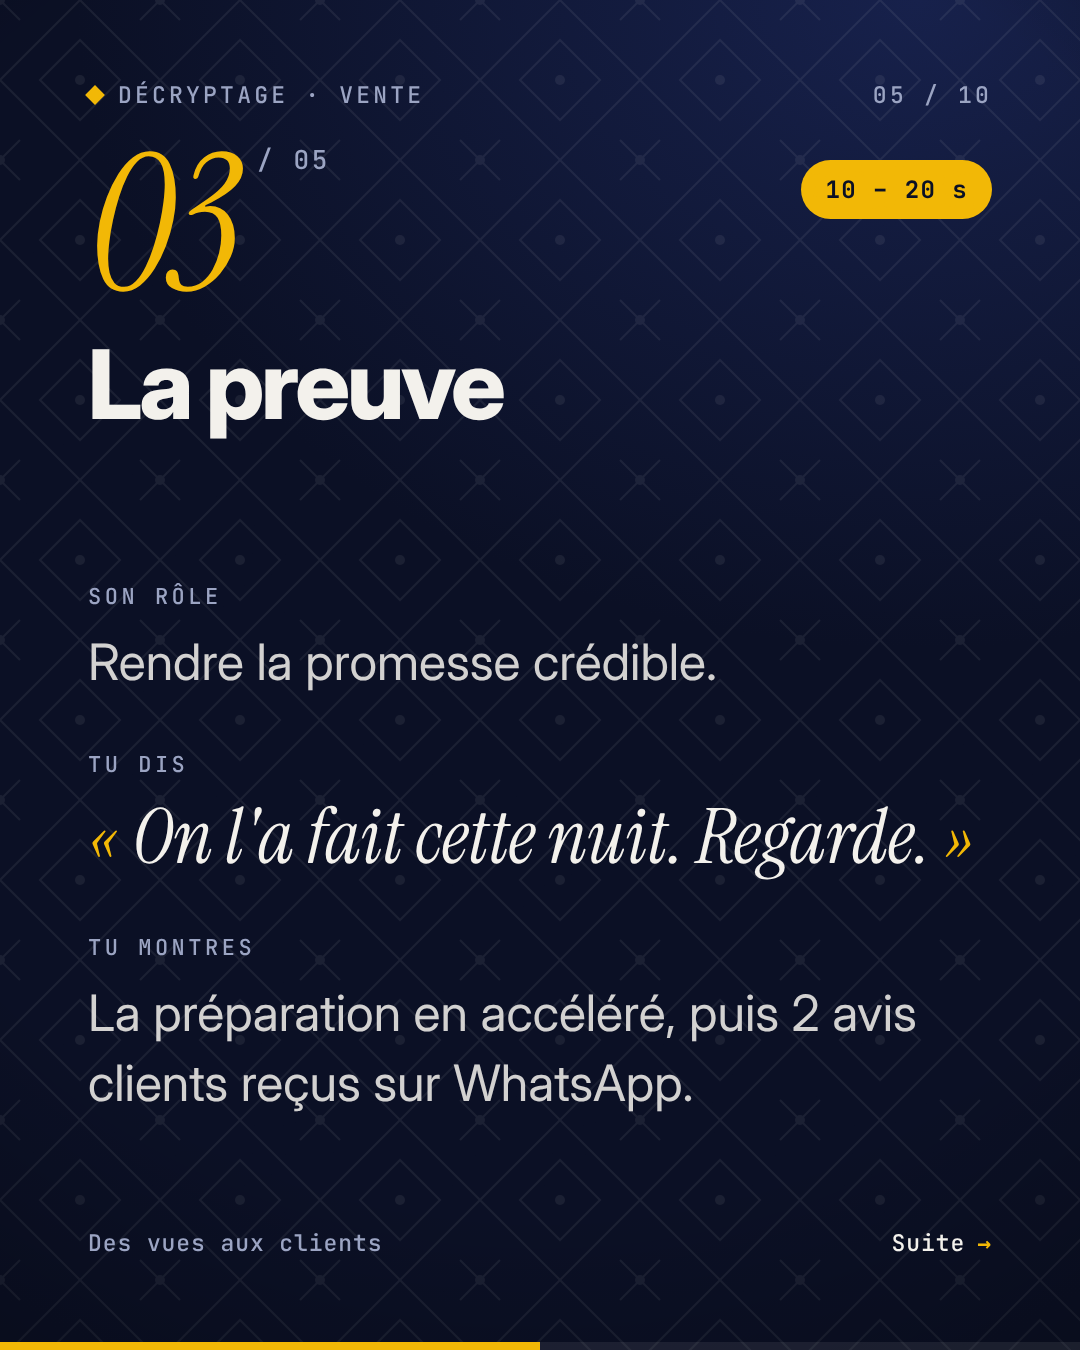 DÉCRYPTAGE · VENTE
05 / 10
03 / 05
10 – 20 s
La preuve
SON RÔLE
Rendre la promesse crédible.
TU DIS
« On l'a fait cette nuit. Regarde. »
TU MONTRES
La préparation en accéléré, puis 2 avis
clients reçus sur WhatsApp.
Des vues aux clients
Suite →